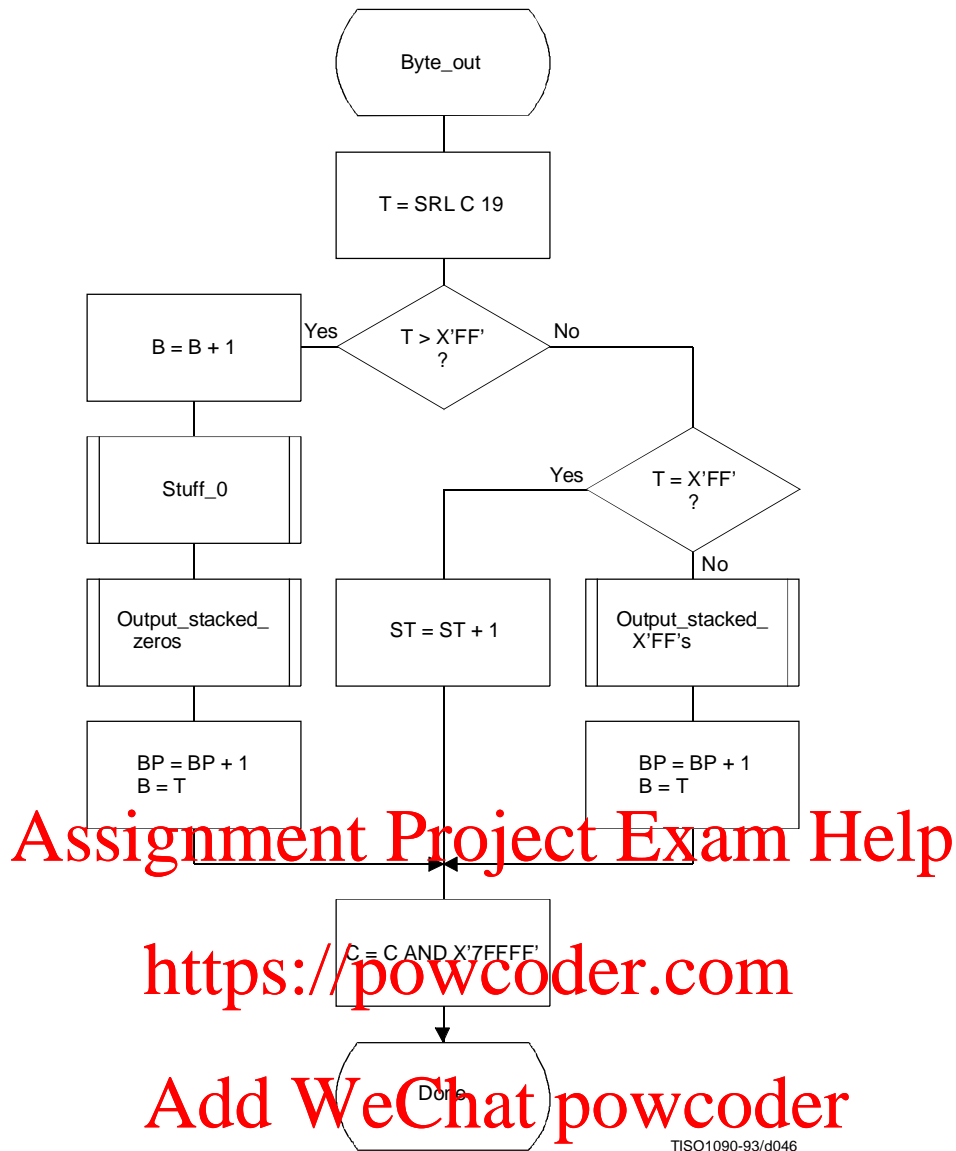 Byte_out
T = SRL C 19
T > X'FF'
?
Yes
No
B = B + 1
Stuff_0
Output_stacked_
zeros
BP = BP + 1
B = T
T = X'FF'
?
Yes
No
ST = ST + 1
Output_stacked_
X'FF's
BP = BP + 1
B = T
Assignment Project Exam Help
C = C AND X'7FFFF'
https://powcoder.com
Done
Add WeChat powcoder
TISO1090-93/d046